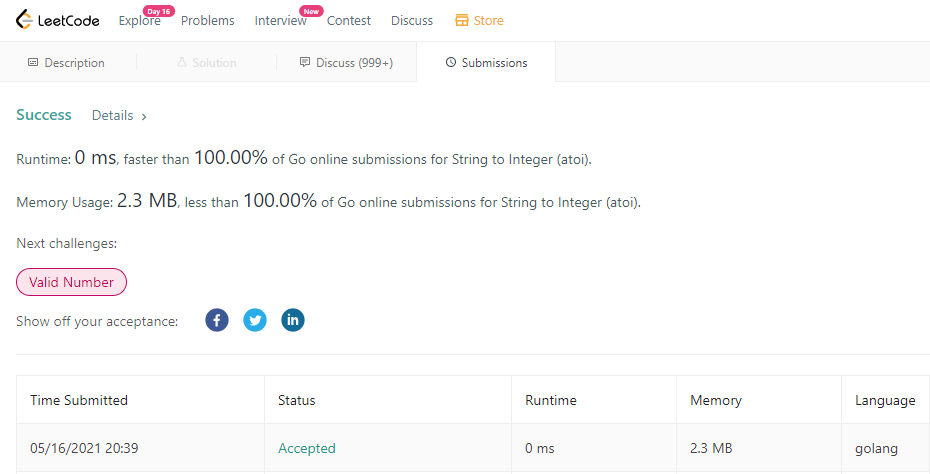 Day 16 New
LeetCode Explore Problems Interview Contest Discuss Store
Description Solution Discuss (999+) Submissions
Success Details >
Runtime: 0 ms, faster than 100.00% of Go online submissions for String to Integer (atoi).
Memory Usage: 2.3 MB, less than 100.00% of Go online submissions for String to Integer (atoi).
Next challenges:
Valid Number
Show off your acceptance:
Time Submitted Status Runtime Memory Language
05/16/2021 20:39 Accepted 0 ms 2.3 MB golang